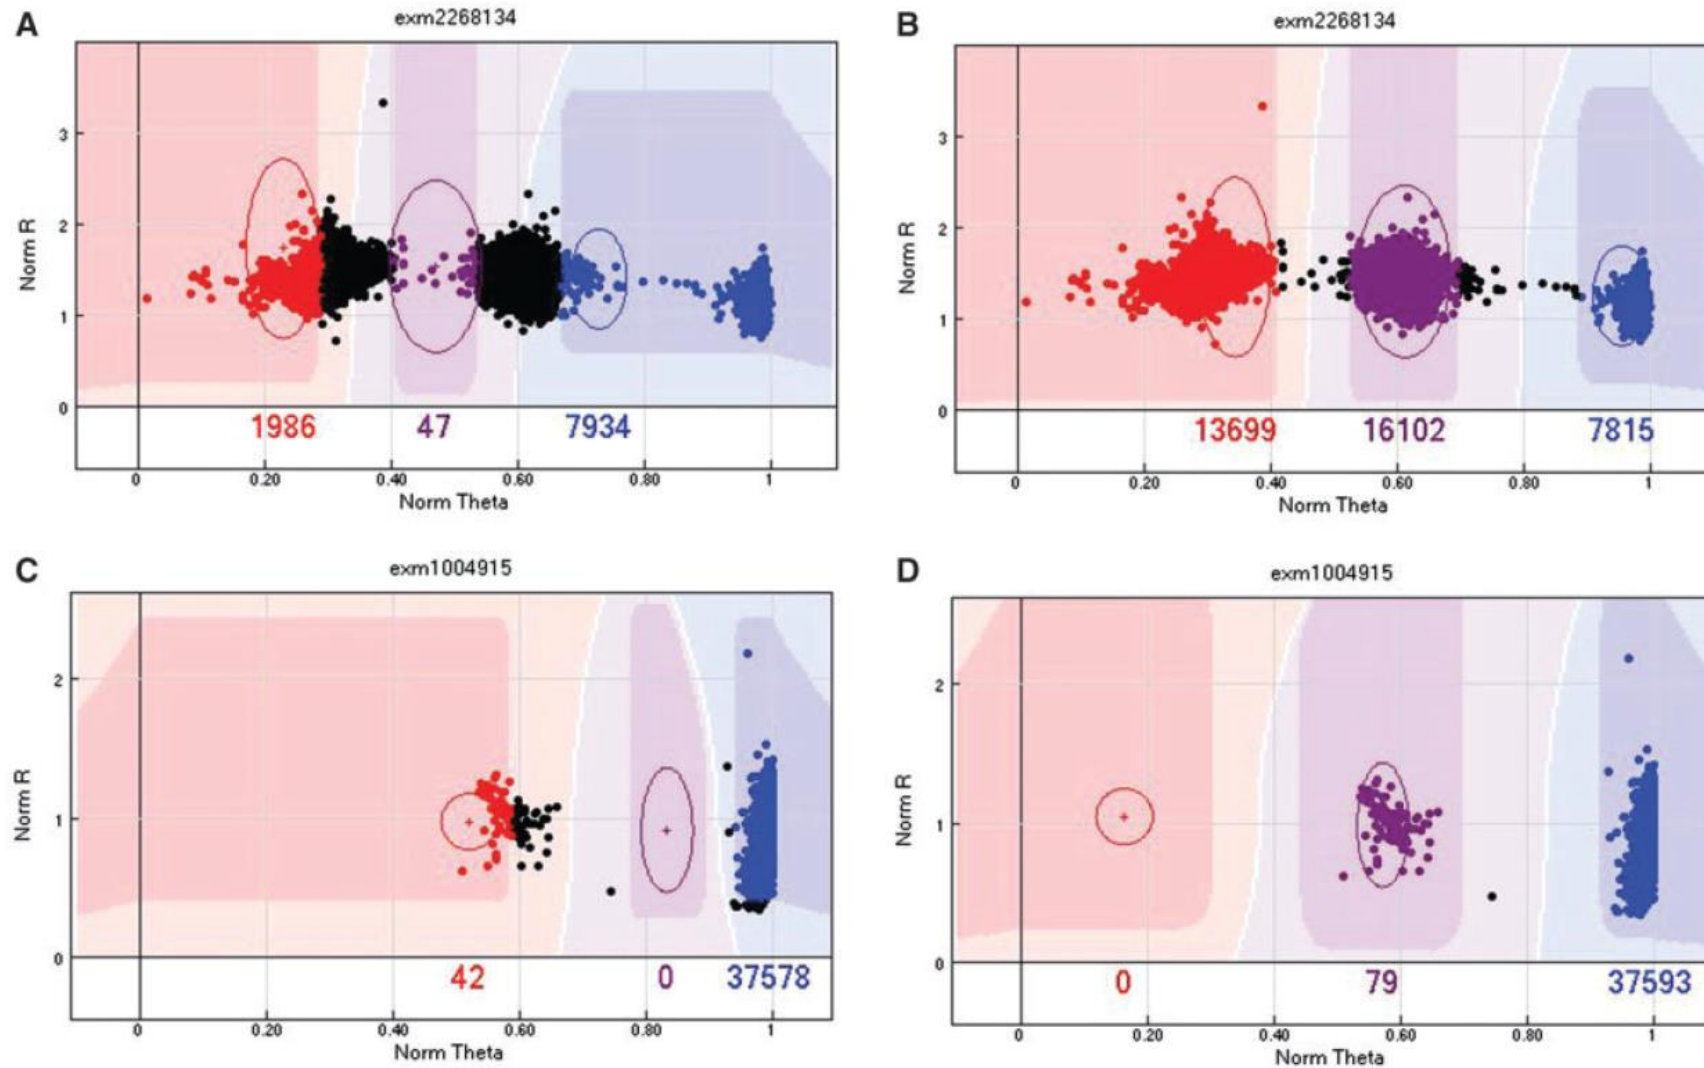 A
exm2268134
Norm R
3
2
1
0
1986 47 7934
0 0.20 0.40 0.60 0.80 1
Norm Theta
B
exm2268134
Norm R
3
2
1
0
13699 16102 7815
0 0.20 0.40 0.60 0.80 1
Norm Theta
C
exm1004915
Norm R
2
1
0
42 0 37578
0 0.20 0.40 0.60 0.80 1
Norm Theta
D
exm1004915
Norm R
2
1
0
0 79 37593
0 0.20 0.40 0.60 0.80 1
Norm Theta